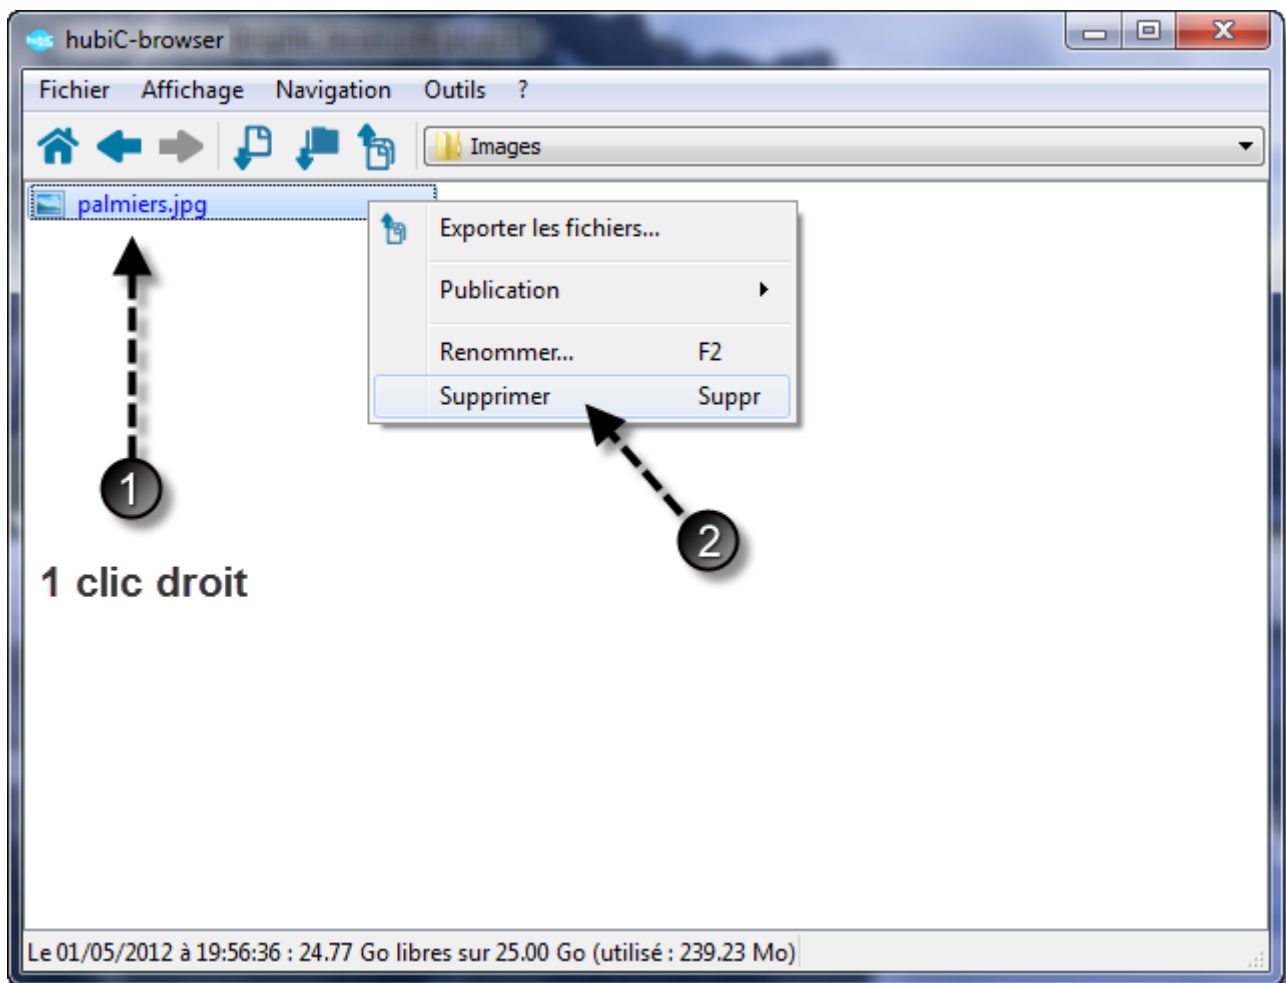 hubiC-browser
Fichier Affichage Navigation Outils ?
Images
palmiers.jpg
Exporter les fichiers...
Publication
Renommer... F2
Supprimer Suppr
1
2
1 clic droit
Le 01/05/2012 à 19:56:36 : 24.77 Go libres sur 25.00 Go (utilisé : 239.23 Mo)